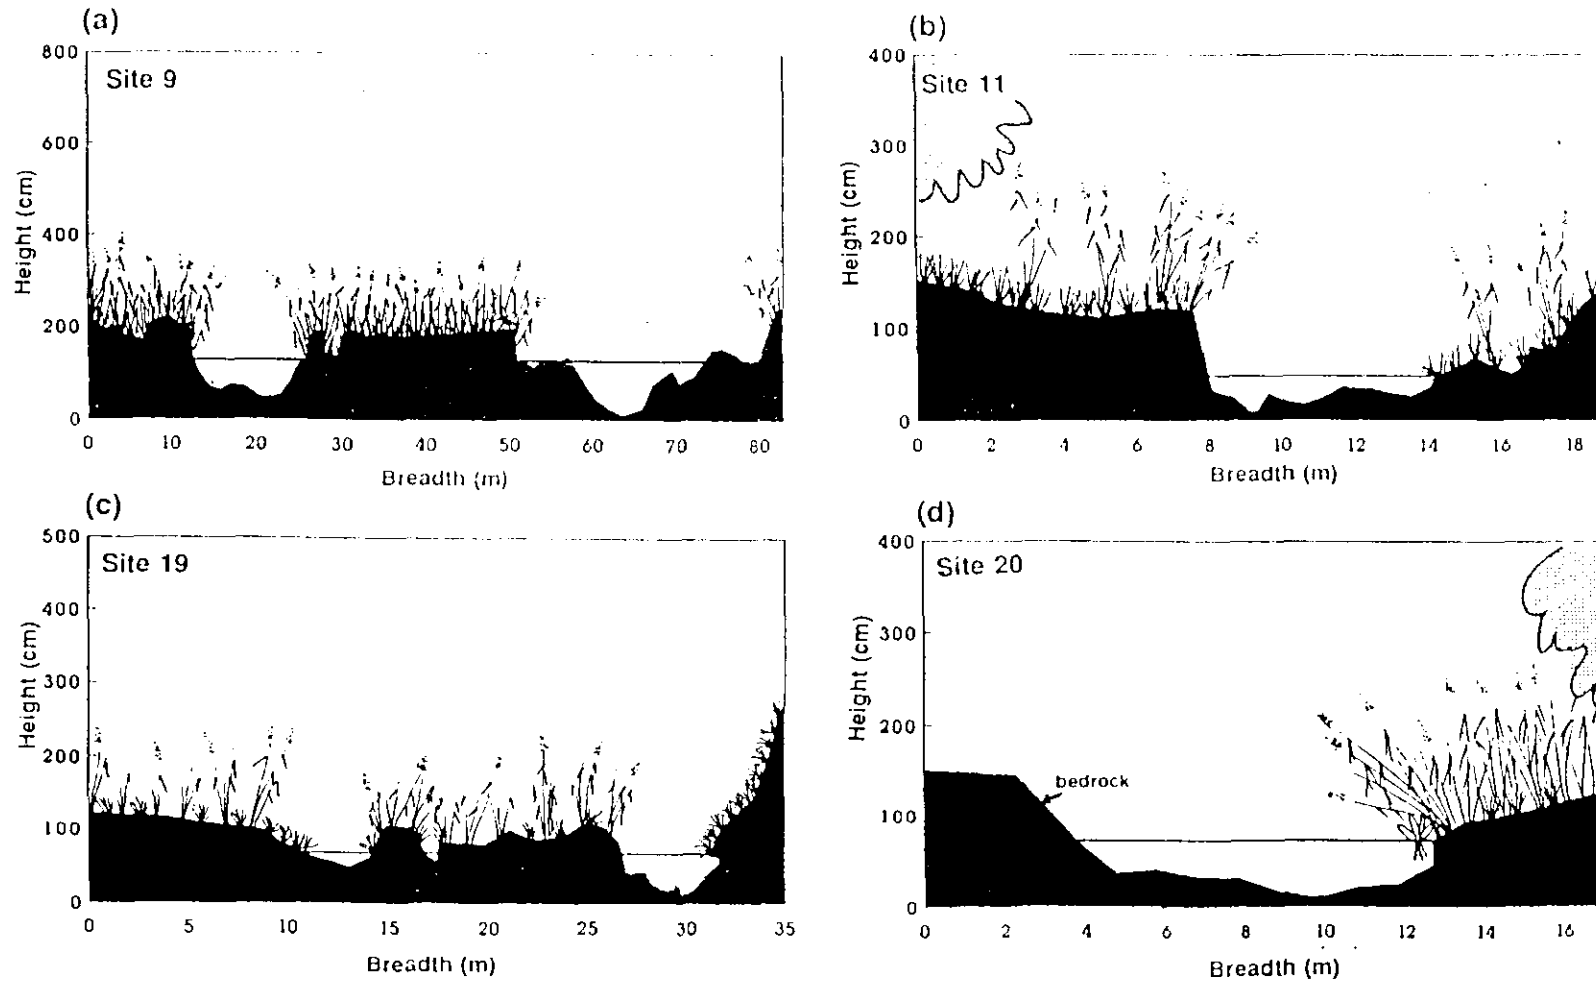 (a)
Site 9
800
600
400
200
0
Height (cm)
0 10 20 30 40 50 60 70 80
Breadth (m)
(b)
Site 11
400
300
200
100
0
Height (cm)
0 2 4 6 8 10 12 14 16 18
Breadth (m)
(c)
Site 19
500
400
300
200
100
0
Height (cm)
0 5 10 15 20 25 30 35
Breadth (m)
(d)
Site 20
400
300
200
100
0
Height (cm)
bedrock
0 2 4 6 8 10 12 14 16
Breadth (m)